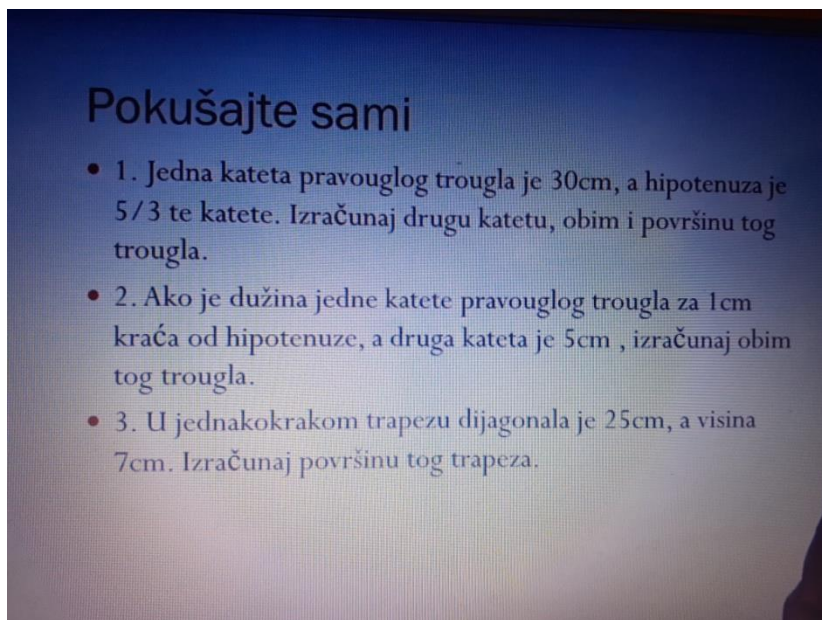 Pokušajte sami
• 1. Jedna kateta pravouglog trougla je 30cm, a hipotenuza je
5/3 te katete. Izračunaj drugu katetu, obim i površinu tog
trougla.
• 2. Ako je dužina jedne katete pravouglog trougla za 1cm
kraća od hipotenuze, a druga kateta je 5cm , izračunaj obim
tog trougla.
• 3. U jednakokrakom trapezu dijagonala je 25cm, a visina
7cm. Izračunaj površinu tog trapeza.